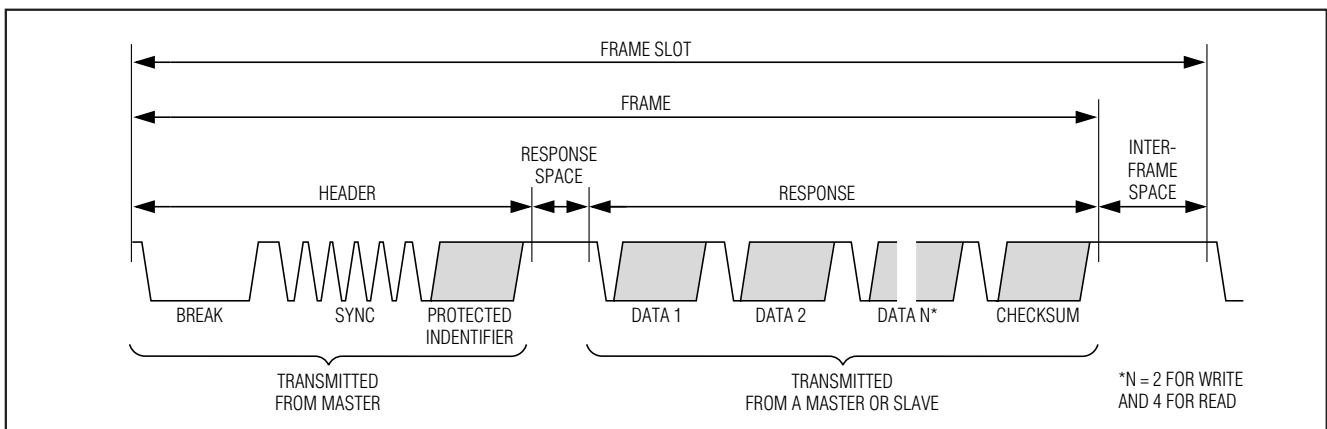 FRAME SLOT
FRAME
RESPONSE
SPACE
INTER-
FRAME
SPACE
HEADER
RESPONSE
BREAK
SYNC
PROTECTED
INDENTIFIER
DATA 1
DATA 2
DATA N*
CHECKSUM
TRANSMITTED
FROM MASTER
TRANSMITTED
FROM A MASTER OR SLAVE
*N = 2 FOR WRITE
AND 4 FOR READ